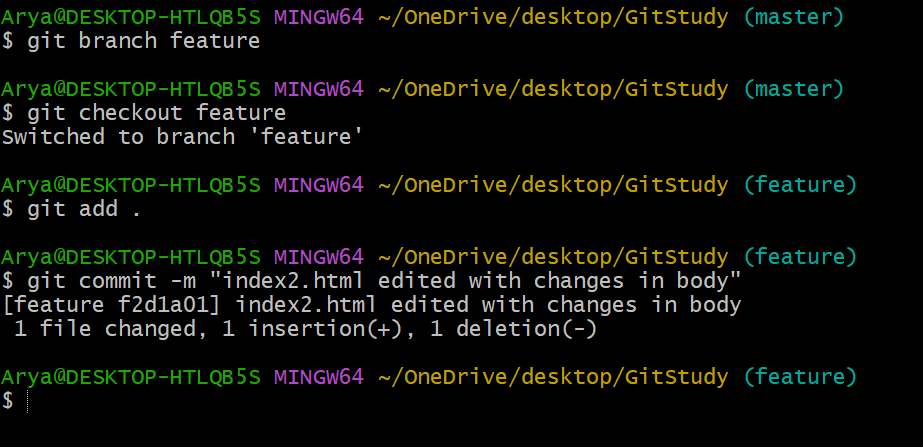 Arya@DESKTOP-HTLQB5S MINGW64 ~/OneDrive/desktop/GitStudy (master)
$ git branch feature
Arya@DESKTOP-HTLQB5S MINGW64 ~/OneDrive/desktop/GitStudy (master)
$ git checkout feature
Switched to branch 'feature'
Arya@DESKTOP-HTLQB5S MINGW64 ~/OneDrive/desktop/GitStudy (feature)
$ git add .
Arya@DESKTOP-HTLQB5S MINGW64 ~/OneDrive/desktop/GitStudy (feature)
$ git commit -m "index2.html edited with changes in body"
[feature f2d1a01] index2.html edited with changes in body
 1 file changed, 1 insertion(+), 1 deletion(-)
Arya@DESKTOP-HTLQB5S MINGW64 ~/OneDrive/desktop/GitStudy (feature)
$